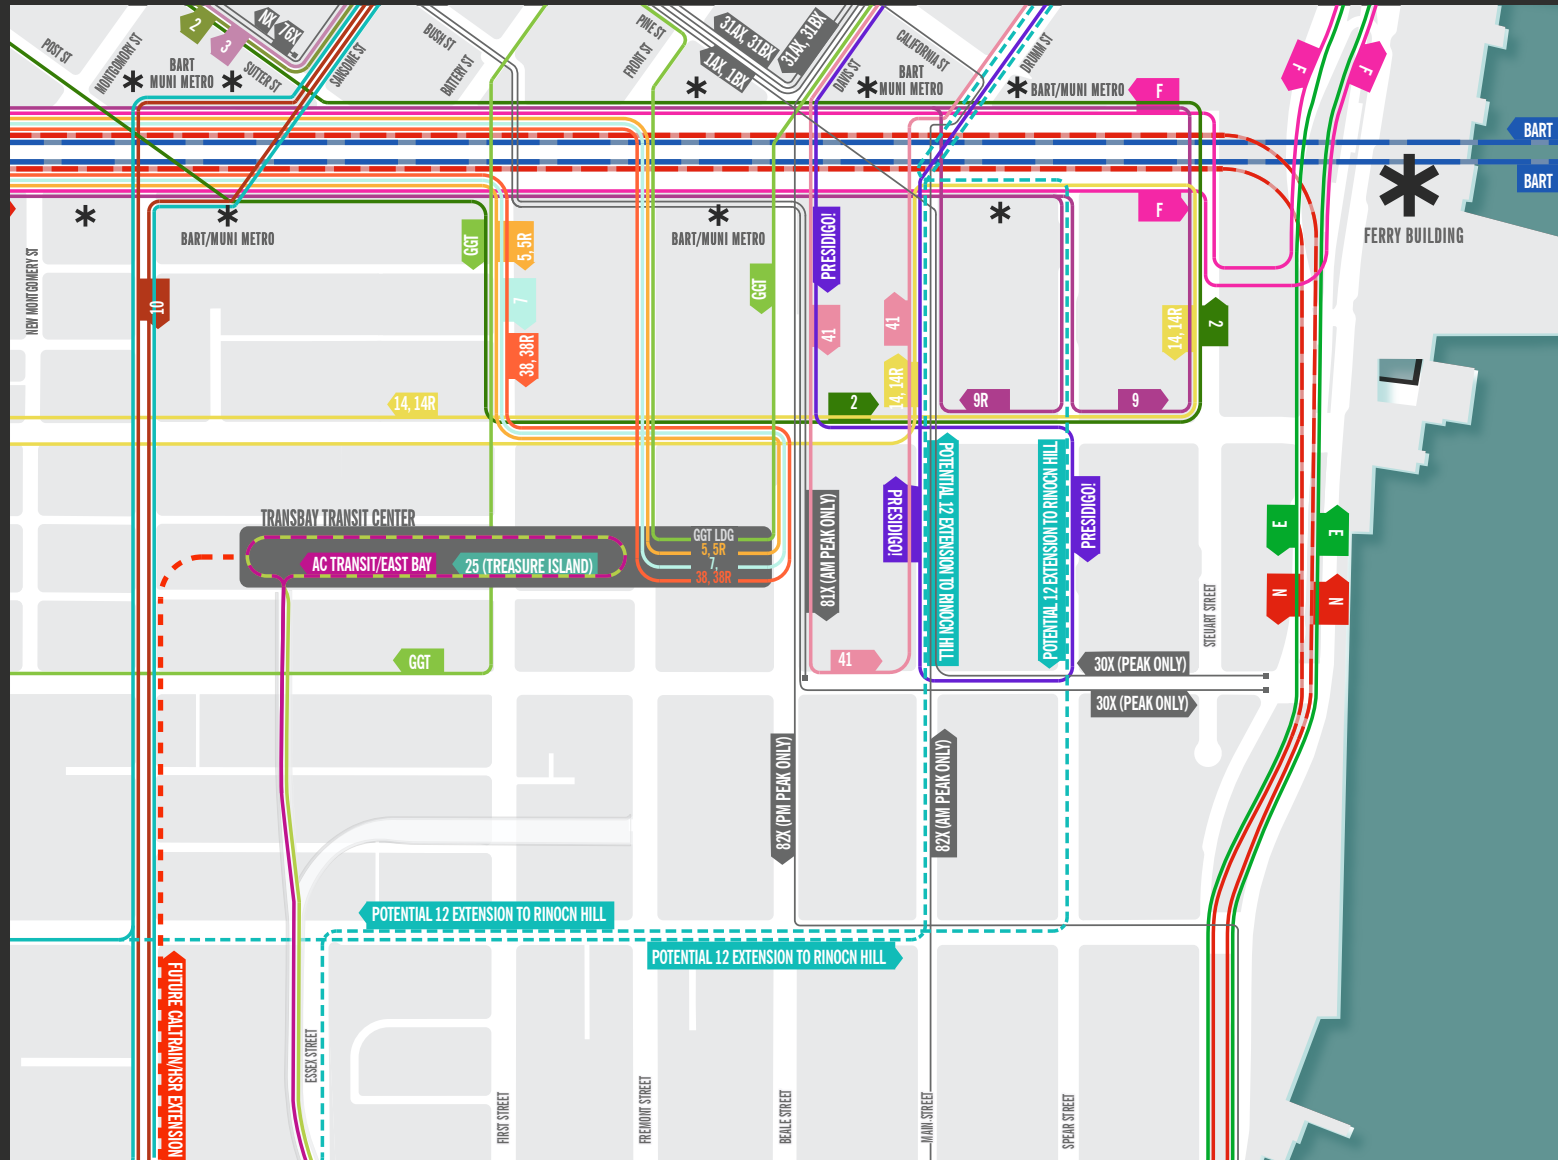 POST ST
MONTGOMERY ST
2
3
NX
76X
SUTTER ST
SANSOME ST
BUSH ST
BATTERY ST
PINE ST
FRONT ST
31AX, 31BX
1AX, 1BX
31AX, 31BX
DAVIS ST
CALIFORNIA ST
DRUMM ST
F
F
BART
MUNI METRO
BART
MUNI METRO
BART/MUNI METRO
F
BART
BART
BART/MUNI METRO
BART/MUNI METRO
F
FERRY BUILDING
NEW MONTGOMERY ST
10
GGT
5, 5R
7
38, 38R
GGT
PRESIDIGO!
41
41
14, 14R
14, 14R
2
14, 14R
2
9R
9
TRANSBAY TRANSIT CENTER
AC TRANSIT/EAST BAY
25 (TREASURE ISLAND)
GGT LDG
5, 5R
7,
38, 38R
81X (AM PEAK ONLY)
PRESIDIGO!
POTENTIAL 12 EXTENSION TO RINOCN HILL
POTENTIAL 12 EXTENSION TO RINOCN HILL
PRESIDIGO!
E
E
N
N
STEUART STREET
GGT
41
30X (PEAK ONLY)
30X (PEAK ONLY)
82X (PM PEAK ONLY)
82X (AM PEAK ONLY)
POTENTIAL 12 EXTENSION TO RINOCN HILL
POTENTIAL 12 EXTENSION TO RINOCN HILL
FUTURE CALTRAIN/HSR EXTENSION
ESSEX STREET
FIRST STREET
FREMONT STREET
BEALE STREET
MAIN STREET
SPEAR STREET